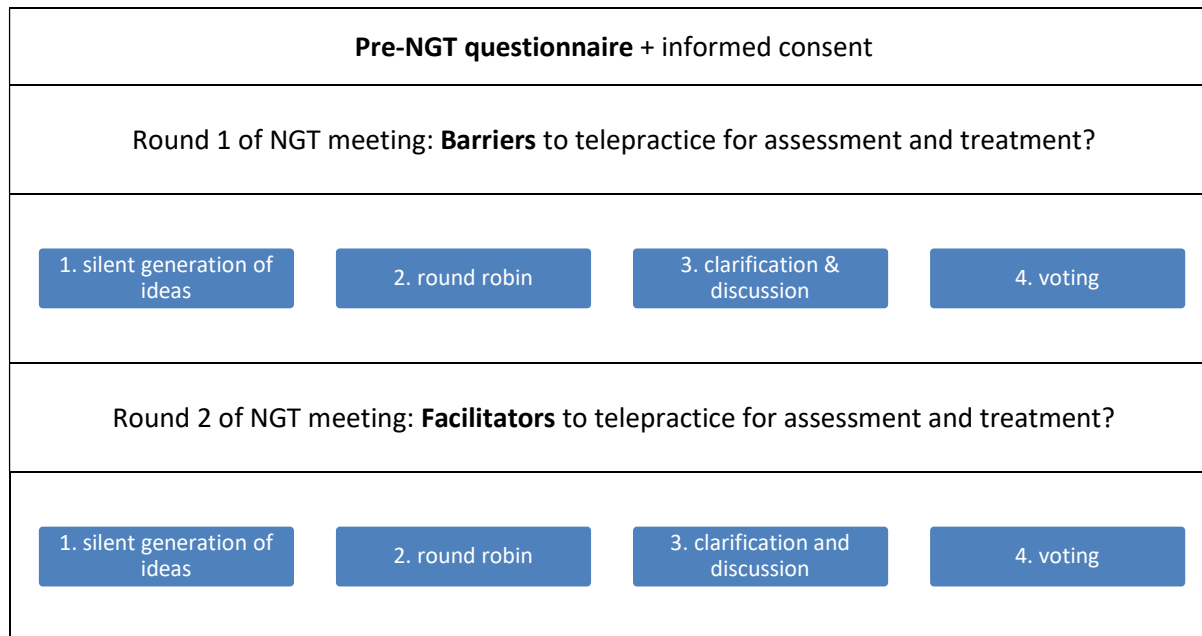 Pre-NGT questionnaire + informed consent
Round 1 of NGT meeting: Barriers to telepractice for assessment and treatment?
1. silent generation of
ideas
2. round robin
3. clarification &
discussion
4. voting
Round 2 of NGT meeting: Facilitators to telepractice for assessment and treatment?
1. silent generation of
ideas
2. round robin
3. clarification and
discussion
4. voting